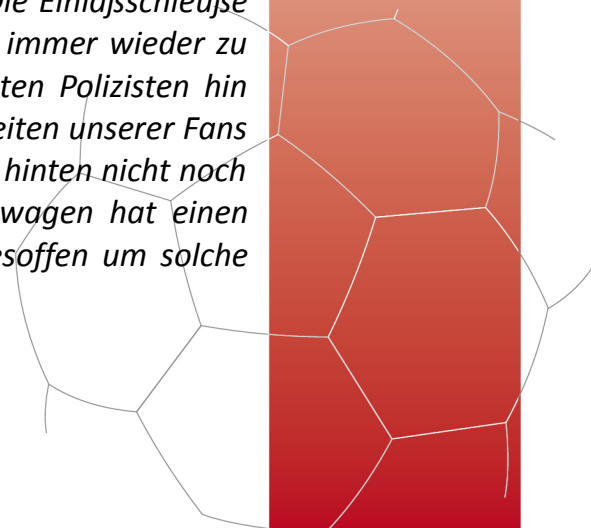 Die Einlaßschleuße
immer wieder zu
ten Polizisten hin
eiten unserer Fans
hinten nicht noch
wagen hat einen
esoffen um solche